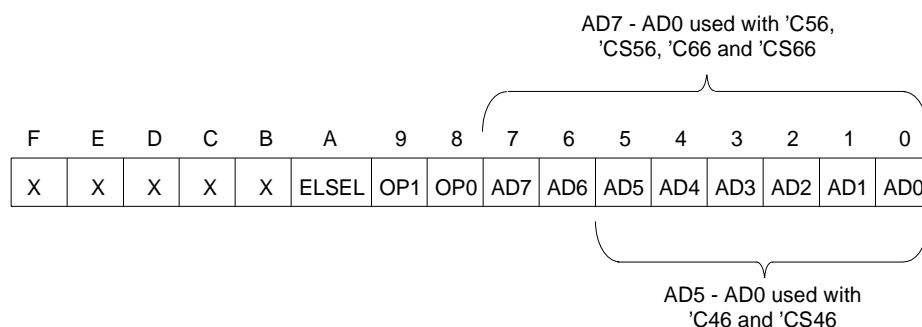 AD7 - AD0 used with ’C56,
’CS56, ’C66 and ’CS66
F E D C B A 9 8 7 6 5 4 3 2 1 0
X X X X X ELSEL OP1 OP0 AD7 AD6 AD5 AD4 AD3 AD2 AD1 AD0
AD5 - AD0 used with
’C46 and ’CS46